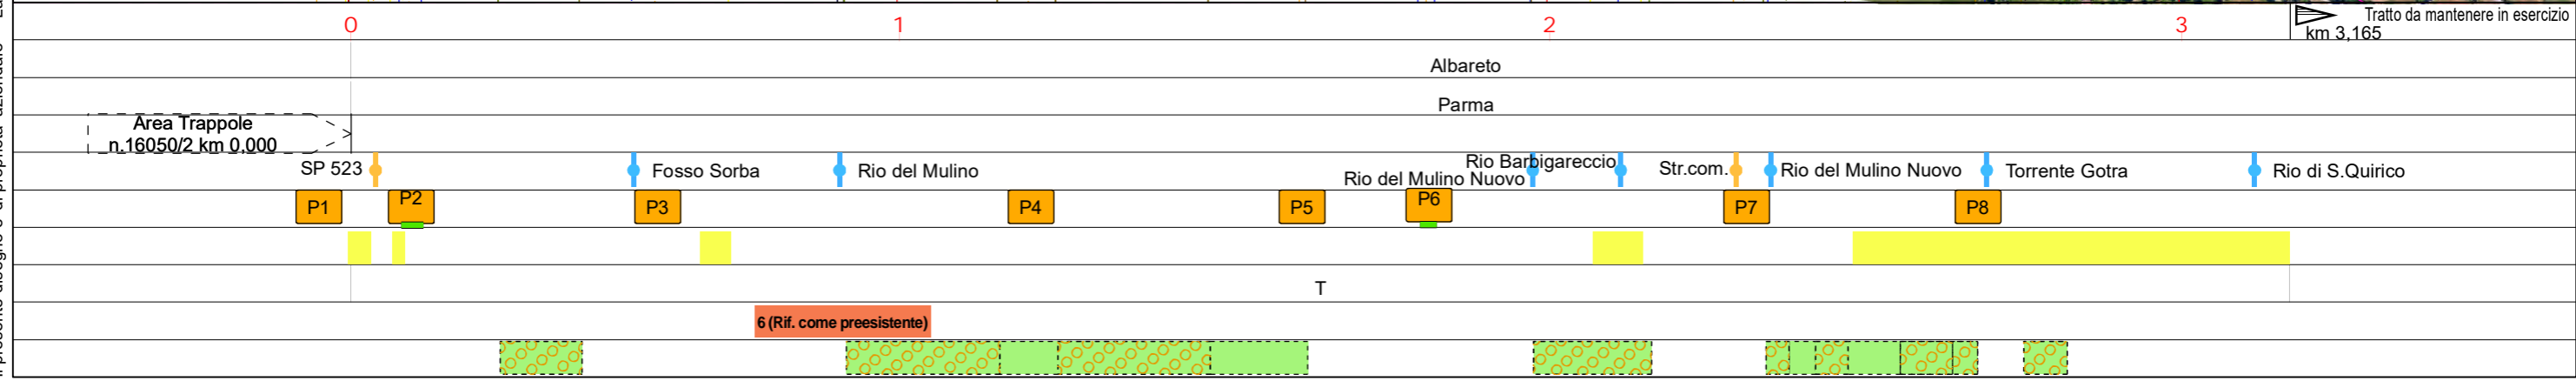 0 1 2 3
Tratto da mantenere in esercizio
km 3,165
Albareto
Parma
Area Trappole
n.16050/2 km 0,000
SP 523
Fosso Sorba
Rio del Mulino
Rio Barbigareccio
Rio del Mulino Nuovo
Str.com.
Rio del Mulino Nuovo
Torrente Gotra
Rio di S.Quirico
P1 P2 P3 P4 P5 P6 P7 P8
T
6 (Rif. come preesistente)